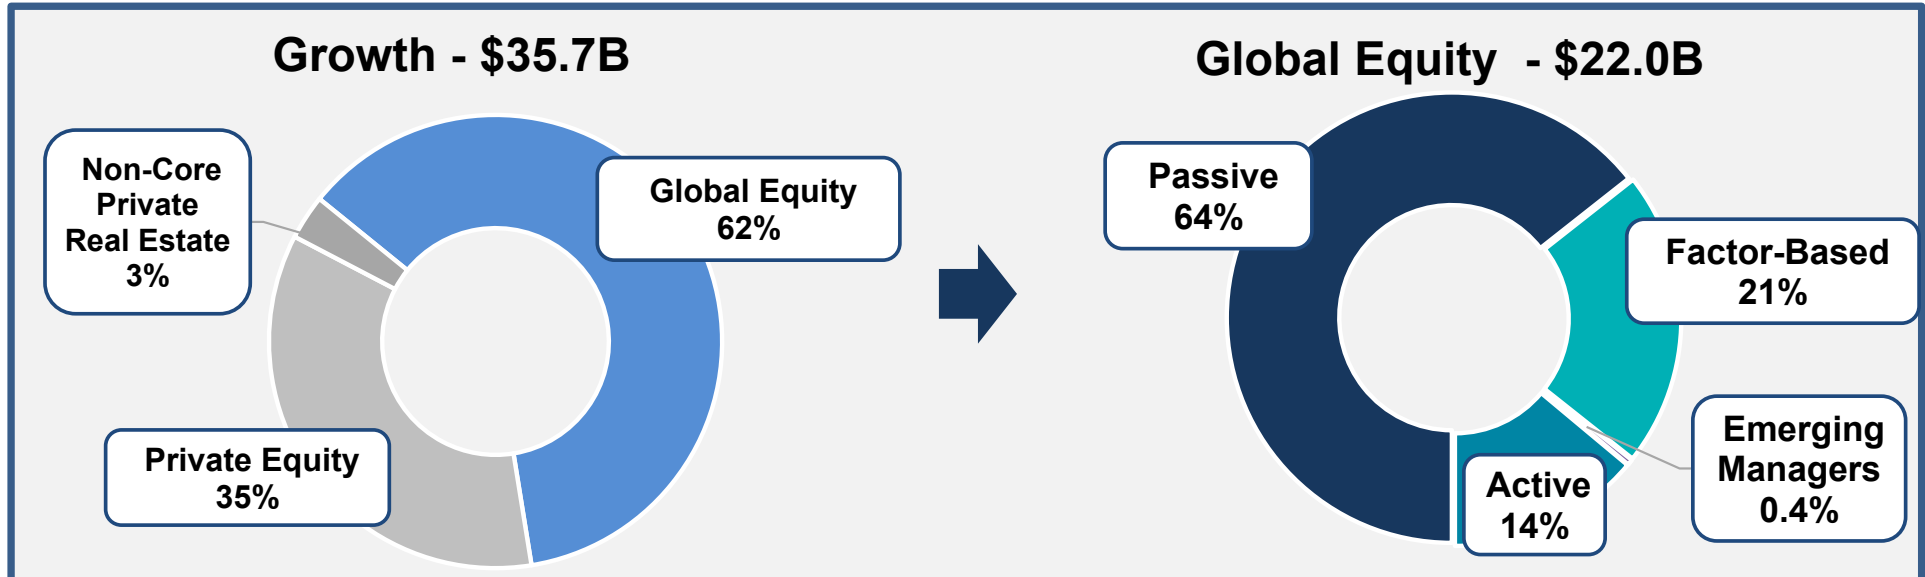 Growth - $35.7B
Non-Core
Private
Real Estate
3%
Global Equity
62%
Private Equity
35%
Global Equity - $22.0B
Passive
64%
Factor-Based
21%
Emerging
Managers
0.4%
Active
14%